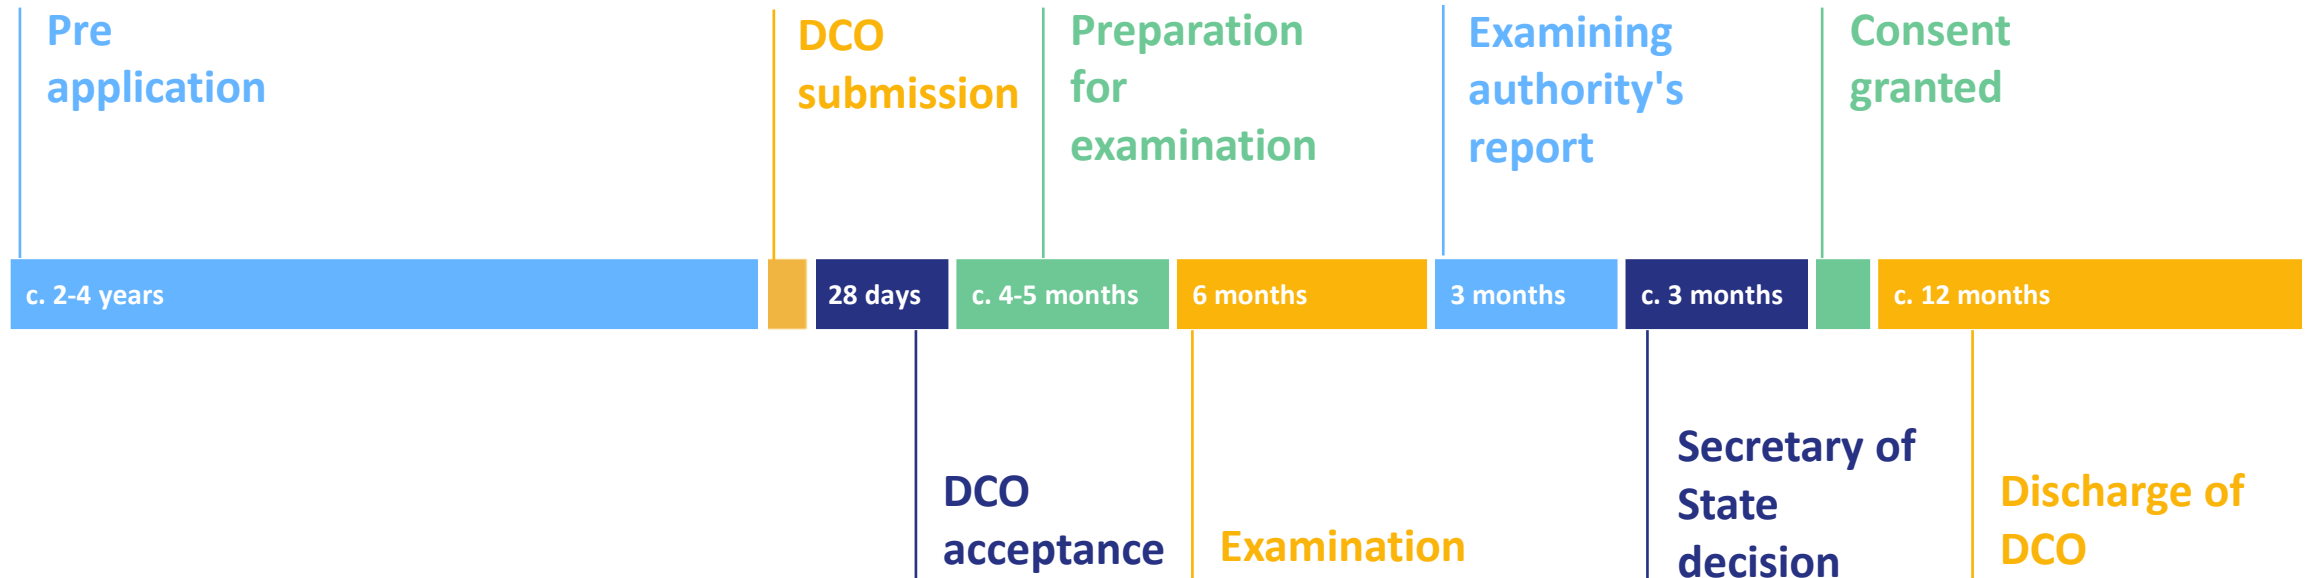 Pre
application
DCO
submission
Preparation
for
examination
Examining
authority's
report
Consent
granted
c. 2-4 years
28 days
c. 4-5 months
6 months
3 months
c. 3 months
c. 12 months
DCO
acceptance
Examination
Secretary of
State
decision
Discharge of
DCO